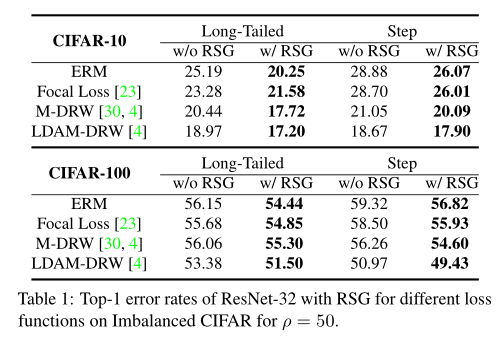 CIFAR-10 Long-Tailed Step
w/o RSG w/ RSG w/o RSG w/ RSG
ERM 25.19 20.25 28.88 26.07
Focal Loss [23] 23.28 21.58 28.70 26.01
M-DRW [30, 4] 20.44 17.72 21.05 20.09
LDAM-DRW [4] 18.97 17.20 18.67 17.90
CIFAR-100 Long-Tailed Step
w/o RSG w/ RSG w/o RSG w/ RSG
ERM 56.15 54.44 59.32 56.82
Focal Loss [23] 55.68 54.85 58.50 55.93
M-DRW [30, 4] 56.06 55.30 56.26 54.60
LDAM-DRW [4] 53.38 51.50 50.97 49.43
Table 1: Top-1 error rates of ResNet-32 with RSG for different loss
functions on Imbalanced CIFAR for ρ = 50.